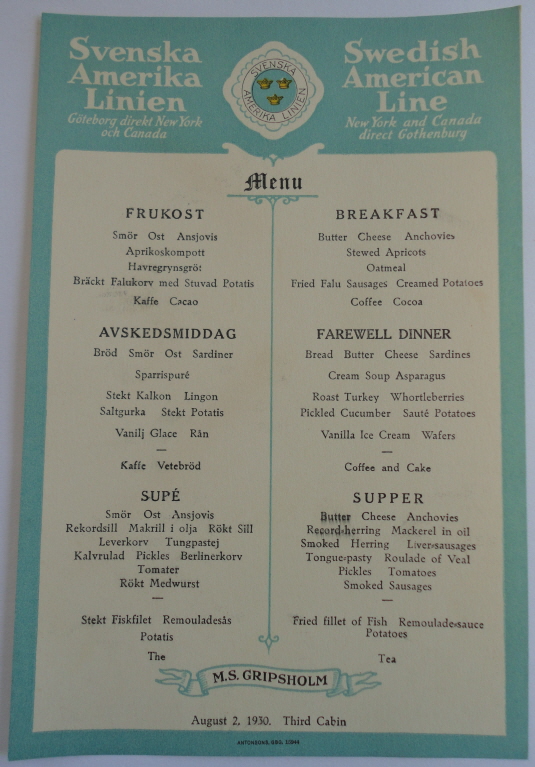 Svenska
Amerika
Linien
Göteborg direkt New York
och Canada
SVENSKA
AMERIKA LINIEN
Swedish
American
Line
New York and Canada
direct Gothenburg
Menu
FRUKOST
Smör Ost Ansjovis
Aprikoskompott
Havregrynsgröt
Bräckt Falukorv med Stuvad Potatis
Kaffe Cacao
AVSKEDSMIDDAG
Bröd Smör Ost Sardiner
Sparrispuré
Stekt Kalkon Lingon
Saltgurka Stekt Potatis
Vanilj Glace Rån
—
Kaffe Vetebröd
SUPÉ
Smör Ost Ansjovis
Rekordsill Makrill i olja Rökt Sill
Leverkorv Tungpastej
Kalvrulad Pickles Berlinerkorv
Tomater
Rökt Medwurst
—
Stekt Fiskfilet Remouladesås
Potatis
The
BREAKFAST
Butter Cheese Anchovies
Stewed Apricots
Oatmeal
Fried Falu Sausages Creamed Potatoes
Coffee Cocoa
FAREWELL DINNER
Bread Butter Cheese Sardines
Cream Soup Asparagus
Roast Turkey Whortleberries
Pickled Cucumber Sauté Potatoes
Vanilla Ice Cream Wafers
—
Coffee and Cake
SUPPER
Butter Cheese Anchovies
Record-herring Mackerel in oil
Smoked Herring Liver-sausages
Tongue-pasty Roulade of Veal
Pickles Tomatoes
Smoked Sausages
—
Fried fillet of Fish Remoulade-sauce
Potatoes
Tea
M.S. GRIPSHOLM
August 2, 1930. Third Cabin